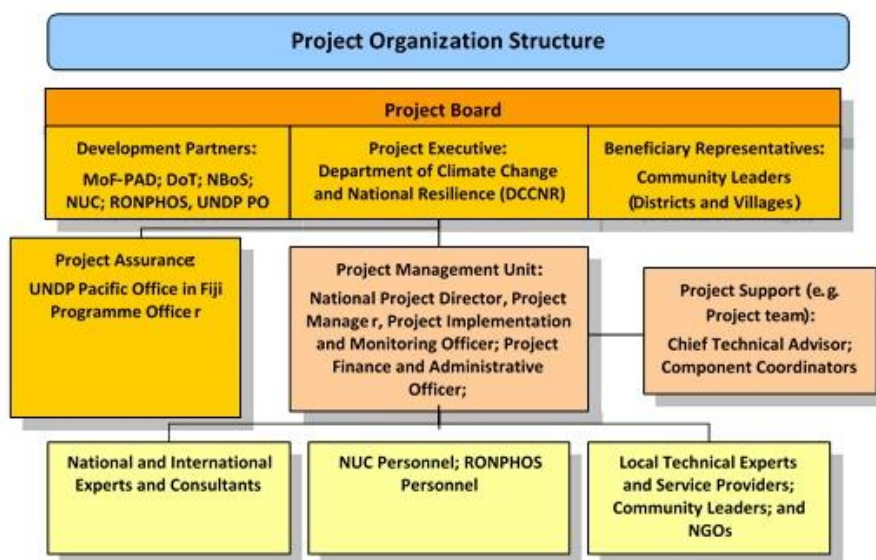 Project Organization Structure
Project Board
Development Partners:
MoF-PAD; DoT; NBoS;
NUC; RONPHOS, UNDP PO
Project Executive:
Department of Climate Change
and National Resilience (DCCNR)
Beneficiary Representatives:
Community Leaders
(Districts and Villages)
Project Assurance:
UNDP Pacific Office in Fiji
Programme Officer
Project Management Unit:
National Project Director, Project
Manager, Project Implementation
and Monitoring Officer; Project
Finance and Administrative
Officer;
Project Support (e.g.
Project team):
Chief Technical Advisor;
Component Coordinators
National and International
Experts and Consultants
NUC Personnel; RONPHOS
Personnel
Local Technical Experts
and Service Providers;
Community Leaders; and
NGOs